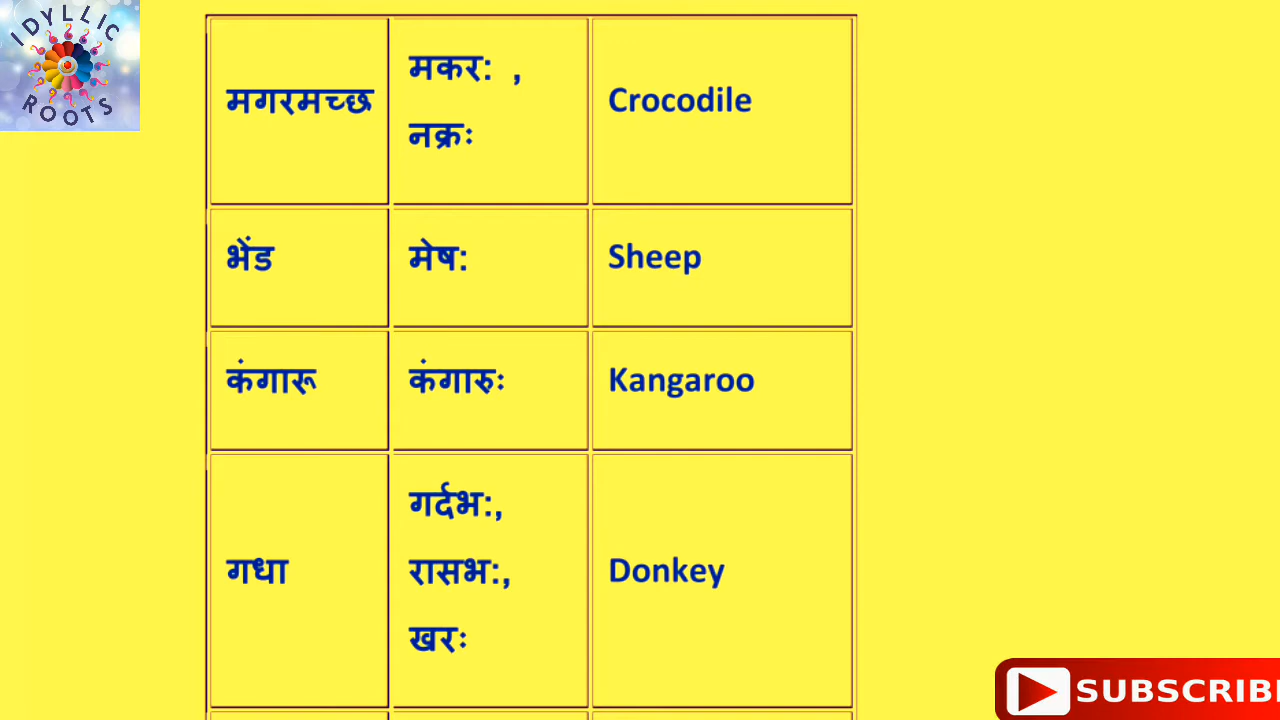 IDYLLIC
ROOTS
मगरमच्छ
मकर: ,
नक्रः
Crocodile
भेंड
मेष:
Sheep
कंगारू
कंगारुः
Kangaroo
गधा
गर्दभ:,
रासभ:,
खरः
Donkey
SUBSCRIB